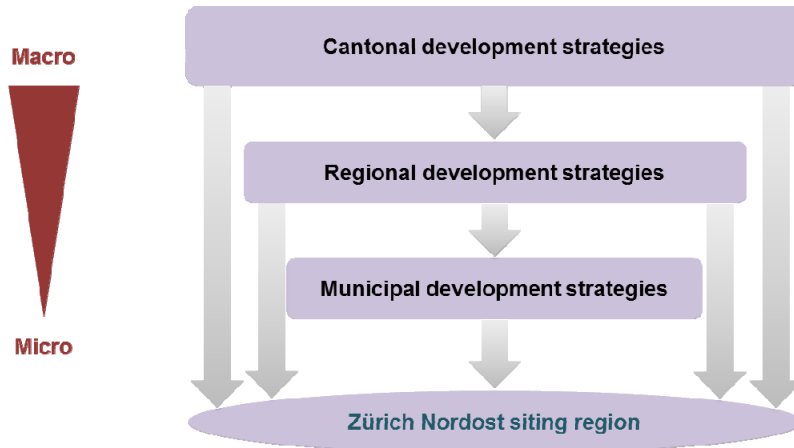 Cantonal development strategies
Macro
Regional development strategies
Municipal development strategies
Micro
Zürich Nordost siting region